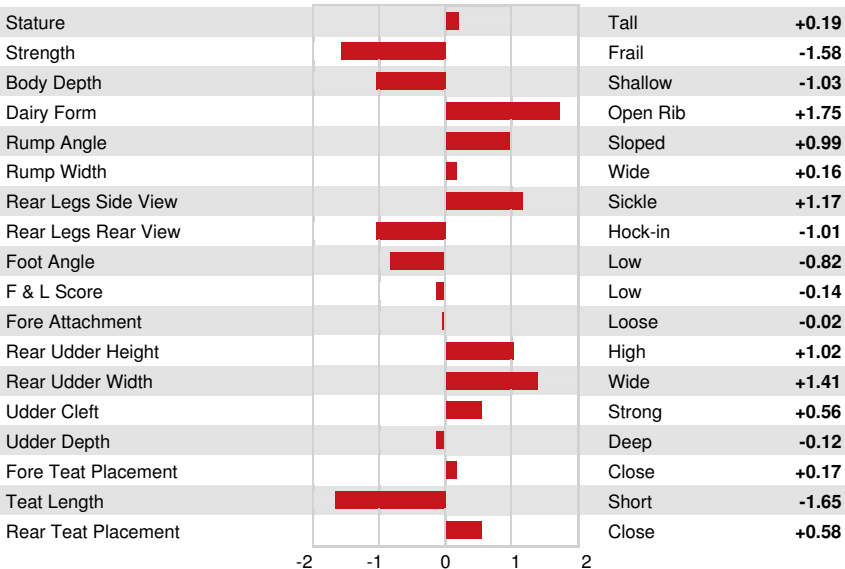 Stature Tall +0.19
Strength Frail -1.58
Body Depth Shallow -1.03
Dairy Form Open Rib +1.75
Rump Angle Sloped +0.99
Rump Width Wide +0.16
Rear Legs Side View Sickle +1.17
Rear Legs Rear View Hock-in -1.01
Foot Angle Low -0.82
F & L Score Low -0.14
Fore Attachment Loose -0.02
Rear Udder Height High +1.02
Rear Udder Width Wide +1.41
Udder Cleft Strong +0.56
Udder Depth Deep -0.12
Fore Teat Placement Close +0.17
Teat Length Short -1.65
Rear Teat Placement Close +0.58
-2 -1 0 1 2